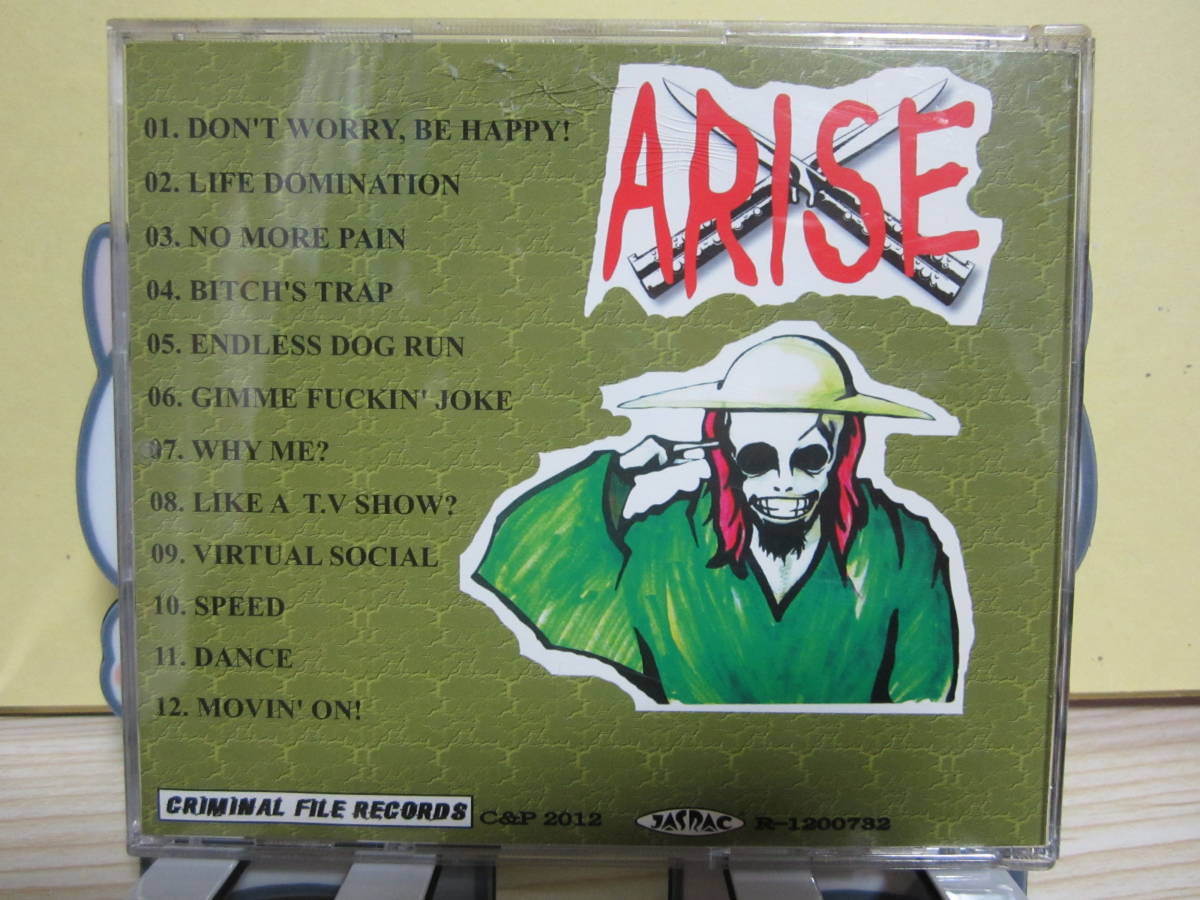 ARISE
01. DON'T WORRY, BE HAPPY!
02. LIFE DOMINATION
03. NO MORE PAIN
04. BITCH'S TRAP
05. ENDLESS DOG RUN
06. GIMME FUCKIN' JOKE
07. WHY ME?
08. LIKE A T.V SHOW?
09. VIRTUAL SOCIAL
10. SPEED
11. DANCE
12. MOVIN' ON!
CRIMINAL FILE RECORDS C&P 2012 JASRAC R-1200732